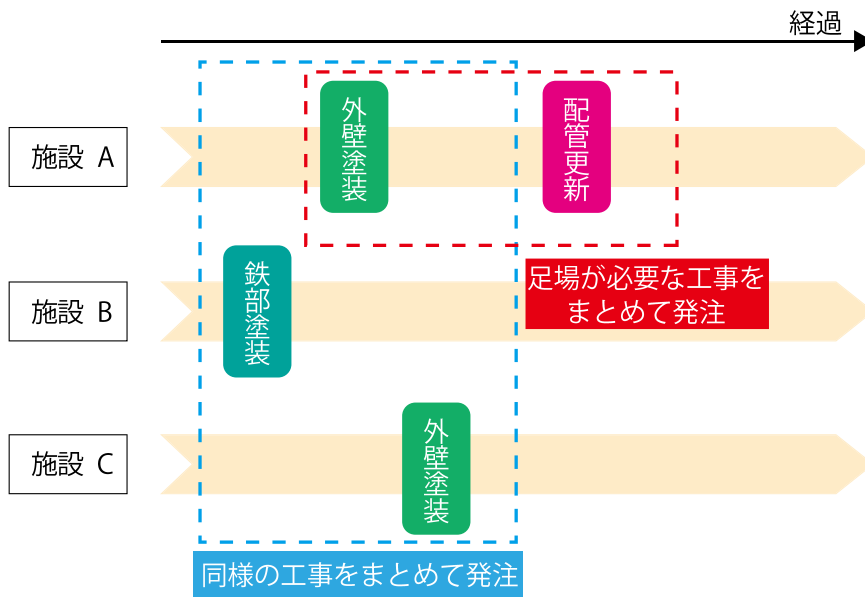 経過
施設 A
外壁塗装
配管更新
施設 B
鉄部塗装
足場が必要な工事を
まとめて発注
施設 C
外壁塗装
同様の工事をまとめて発注